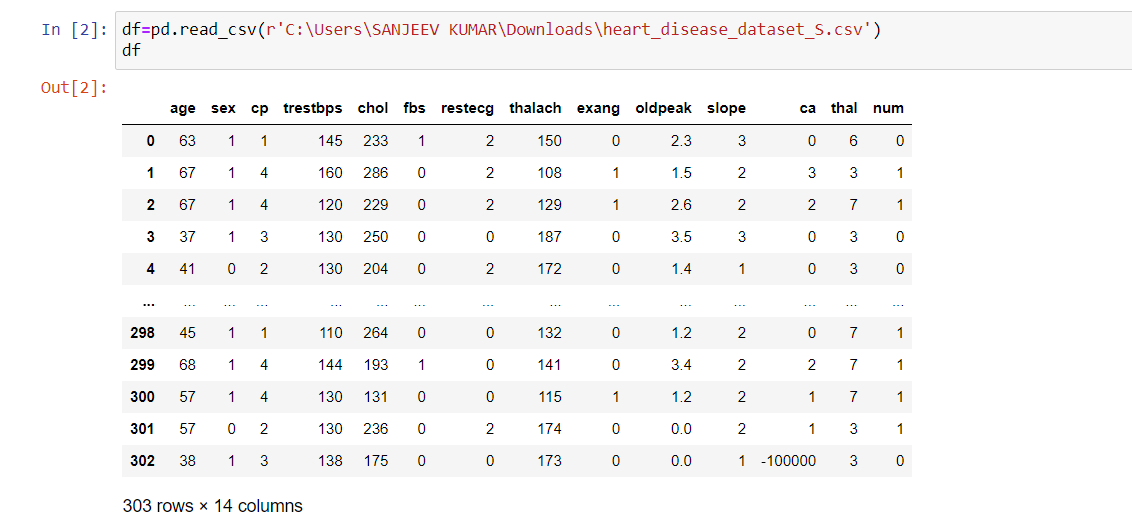 In [2]: df=pd.read_csv(r'C:\Users\SANJEEV KUMAR\Downloads\heart_disease_dataset_S.csv')
df
Out[2]:
age sex cp trestbps chol fbs restecg thalach exang oldpeak slope ca thal num
0 63 1 1 145 233 1 2 150 0 2.3 3 0 6 0
1 67 1 4 160 286 0 2 108 1 1.5 2 3 3 1
2 67 1 4 120 229 0 2 129 1 2.6 2 2 7 1
3 37 1 3 130 250 0 0 187 0 3.5 3 0 3 0
4 41 0 2 130 204 0 2 172 0 1.4 1 0 3 0
... ... ... ... ... ... ... ... ... ... ... ... ... ... ...
298 45 1 1 110 264 0 0 132 0 1.2 2 0 7 1
299 68 1 4 144 193 1 0 141 0 3.4 2 2 7 1
300 57 1 4 130 131 0 0 115 1 1.2 2 1 7 1
301 57 0 2 130 236 0 2 174 0 0.0 2 1 3 1
302 38 1 3 138 175 0 0 173 0 0.0 1 -100000 3 0
303 rows × 14 columns